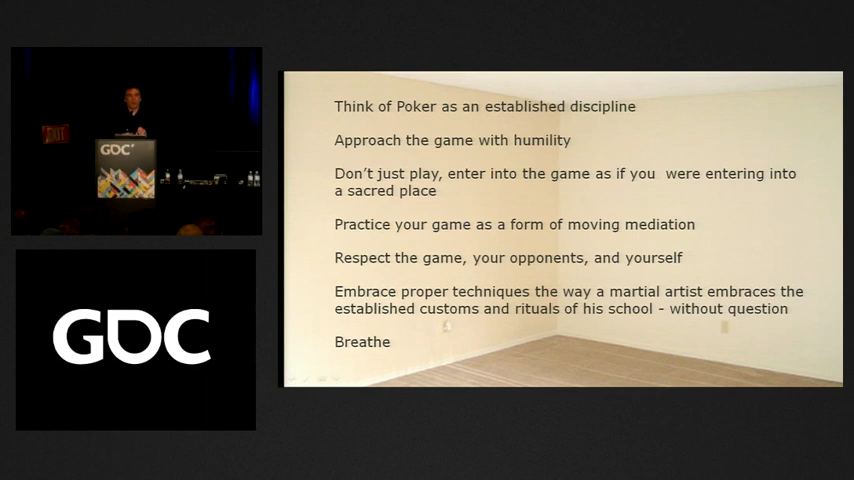 EXIT
GDC
GDC
Think of Poker as an established discipline
Approach the game with humility
Don't just play, enter into the game as if you  were entering into
a sacred place
Practice your game as a form of moving mediation
Respect the game, your opponents, and yourself
Embrace proper techniques the way a martial artist embraces the
established customs and rituals of his school - without question
Breathe